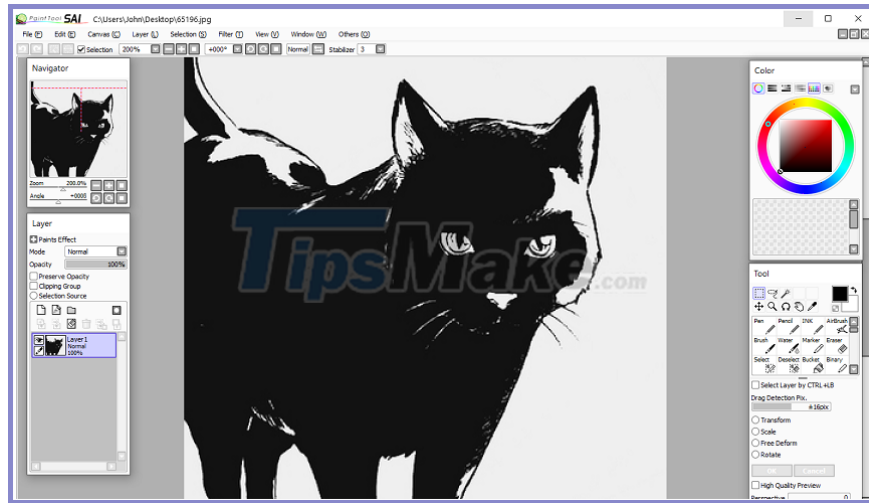 PaintTool SAI C:\Users\John\Desktop\65196.jpg
File (F) Edit (E) Canvas (C) Layer (L) Selection (S) Filter (T) View (V) Window (W) Others (O)
Selection 200% +000° Normal Stabilizer 3
Navigator
Zoom 200.0%
Angle +000ß
Layer
Paints Effect
Mode Normal
Opacity 100%
Preserve Opacity
Clipping Group
Selection Source
Layer1
Normal
100%
TipsMake.com
Color
Tool
Pen Pencil INK AirBrush
Brush Water Marker Eraser
Select Deselect Bucket Binary
Select Layer by CTRL+LB
Drag Detection Pix.
±16pix
Transform
Scale
Free Deform
Rotate
OK Cancel
High Quality Preview
Perspective 0